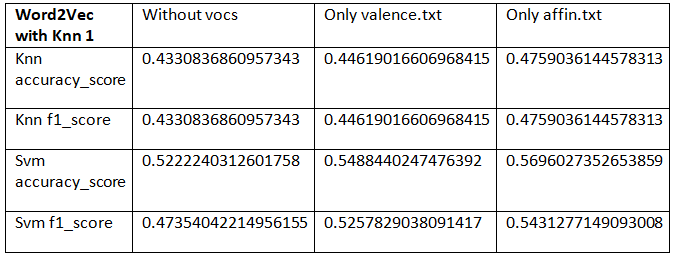 Word2Vec with Knn 1 Without vocs Only valence.txt Only affin.txt
Knn accuracy_score 0.4330836860957343 0.44619016606968415 0.4759036144578313
Knn f1_score 0.4330836860957343 0.44619016606968415 0.4759036144578313
Svm accuracy_score 0.5222240312601758 0.5488440247476392 0.5696027352653859
Svm f1_score 0.47354042214956155 0.5257829038091417 0.5431277149093008